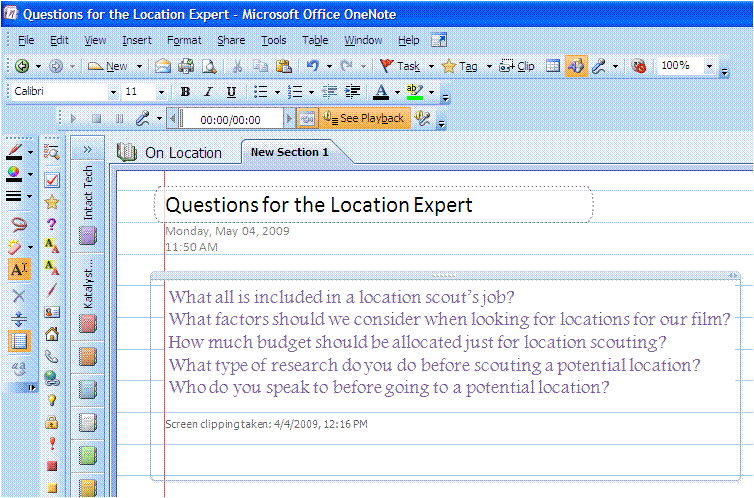 Questions for the Location Expert - Microsoft Office OneNote
File Edit View Insert Format Share Tools Table Window Help
New Task Tag Clip 100%
Calibri 11 B I U A ab
00:00/00:00 See Playback
On Location New Section 1
Intact Tech
Katalyst...
Questions for the Location Expert
Monday, May 04, 2009
11:50 AM
What all is included in a location scout's job?
What factors should we consider when looking for locations for our film?
How much budget should be allocated just for location scouting?
What type of research do you do before scouting a potential location?
Who do you speak to before going to a potential location?
Screen clipping taken: 4/4/2009, 12:16 PM